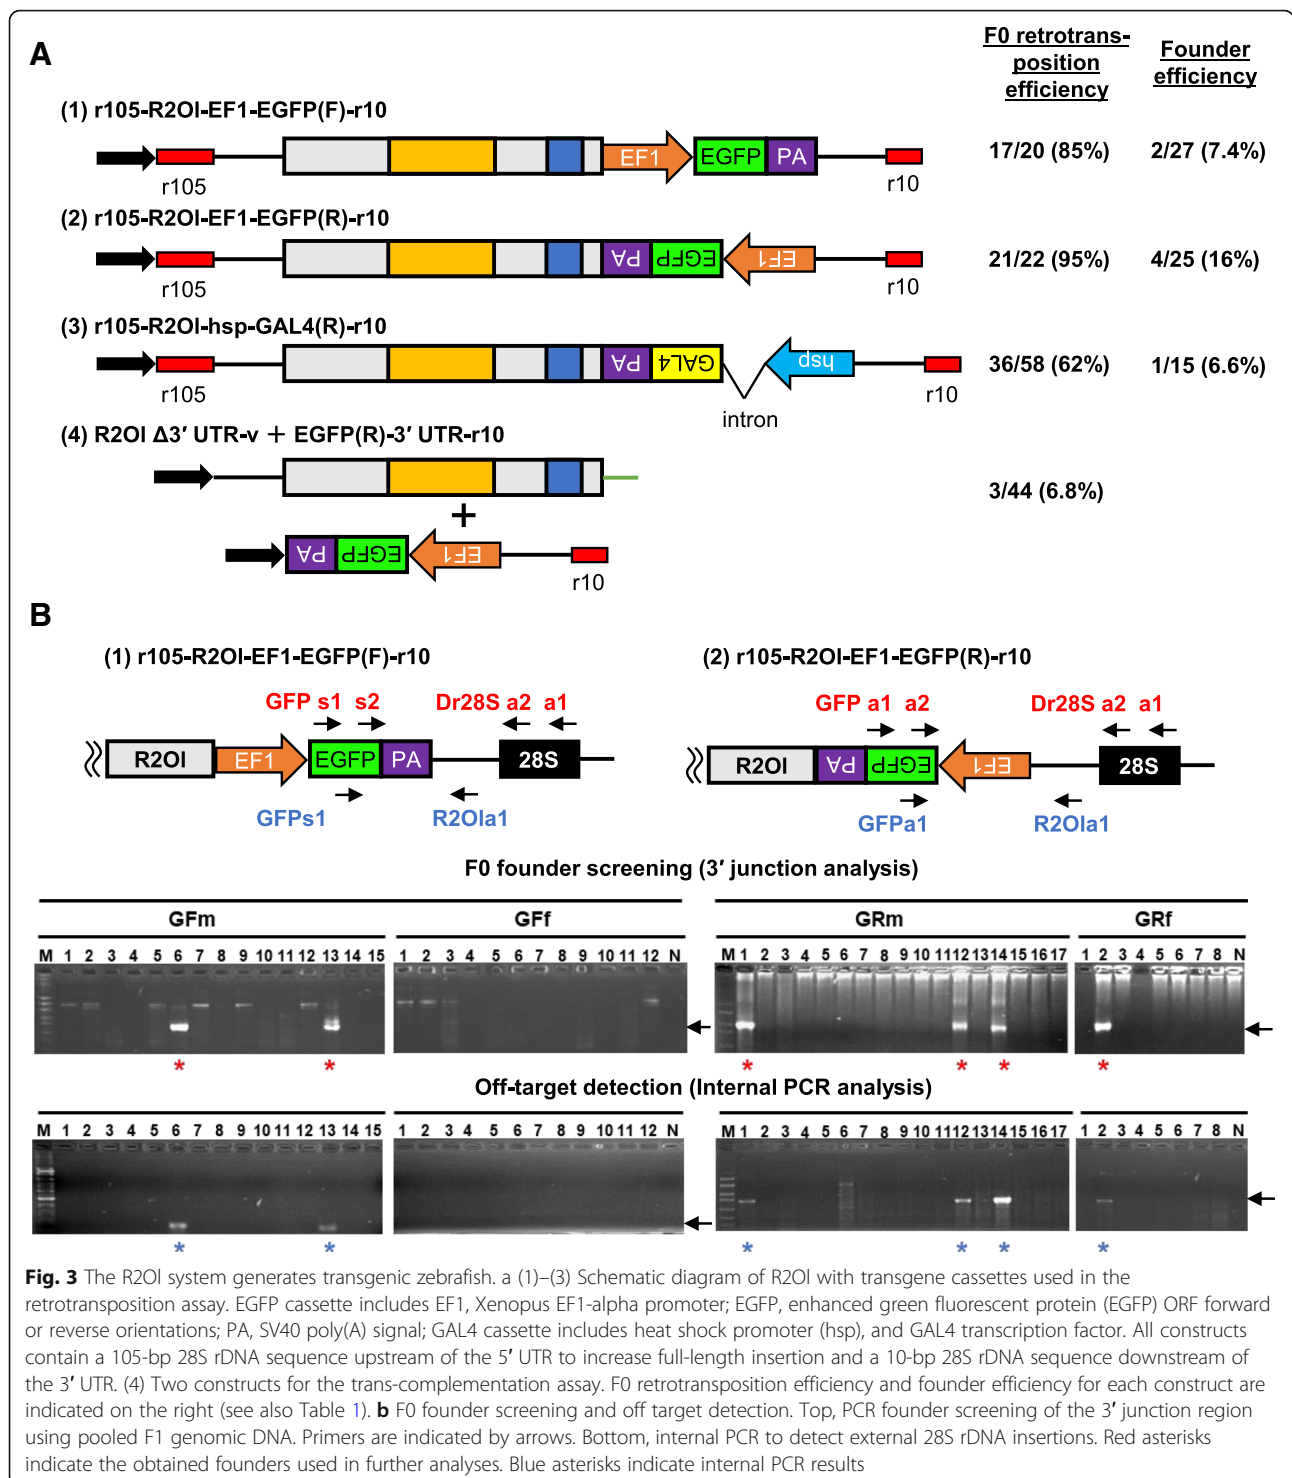 A
F0 retrotrans-
position
efficiency
Founder
efficiency
(1) r105-R2Ol-EF1-EGFP(F)-r10
EF1 EGFP PA
r105
r10
17/20 (85%)
2/27 (7.4%)
(2) r105-R2Ol-EF1-EGFP(R)-r10
PA EGFP EF1
r105
r10
21/22 (95%)
4/25 (16%)
(3) r105-R2Ol-hsp-GAL4(R)-r10
PA GAL4 hsp
r105
intron
r10
36/58 (62%)
1/15 (6.6%)
(4) R2Ol Δ3′ UTR-v + EGFP(R)-3′ UTR-r10
+
3/44 (6.8%)
PA EGFP EF1
r10
B
(1) r105-R2Ol-EF1-EGFP(F)-r10
GFP s1 s2 Dr28S a2 a1
R2Ol EF1 EGFP PA 28S
GFPs1 R2Ola1
(2) r105-R2Ol-EF1-EGFP(R)-r10
GFP a1 a2 Dr28S a2 a1
R2Ol PA EGFP EF1 28S
GFPa1 R2Ola1
F0 founder screening (3′ junction analysis)
GFm GFf GRm GRf
M 1 2 3 4 5 6 7 8 9 10 11 12 13 14 15
1 2 3 4 5 6 7 8 9 10 11 12 N
M 1 2 3 4 5 6 7 8 9 10 11 12 13 14 15 16 17
1 2 3 4 5 6 7 8 N
* * * * * *
Off-target detection (Internal PCR analysis)
M 1 2 3 4 5 6 7 8 9 10 11 12 13 14 15
1 2 3 4 5 6 7 8 9 10 11 12 N
M 1 2 3 4 5 6 7 8 9 10 11 12 13 14 15 16 17
1 2 3 4 5 6 7 8 N
* * * * * *
Fig. 3 The R2Ol system generates transgenic zebrafish. a (1)–(3) Schematic diagram of R2Ol with transgene cassettes used in the
retrotransposition assay. EGFP cassette includes EF1, Xenopus EF1-alpha promoter; EGFP, enhanced green fluorescent protein (EGFP) ORF forward
or reverse orientations; PA, SV40 poly(A) signal; GAL4 cassette includes heat shock promoter (hsp), and GAL4 transcription factor. All constructs
contain a 105-bp 28S rDNA sequence upstream of the 5′ UTR to increase full-length insertion and a 10-bp 28S rDNA sequence downstream of
the 3′ UTR. (4) Two constructs for the trans-complementation assay. F0 retrotransposition efficiency and founder efficiency for each construct are
indicated on the right (see also Table 1). b F0 founder screening and off target detection. Top, PCR founder screening of the 3′ junction region
using pooled F1 genomic DNA. Primers are indicated by arrows. Bottom, internal PCR to detect external 28S rDNA insertions. Red asterisks
indicate the obtained founders used in further analyses. Blue asterisks indicate internal PCR results